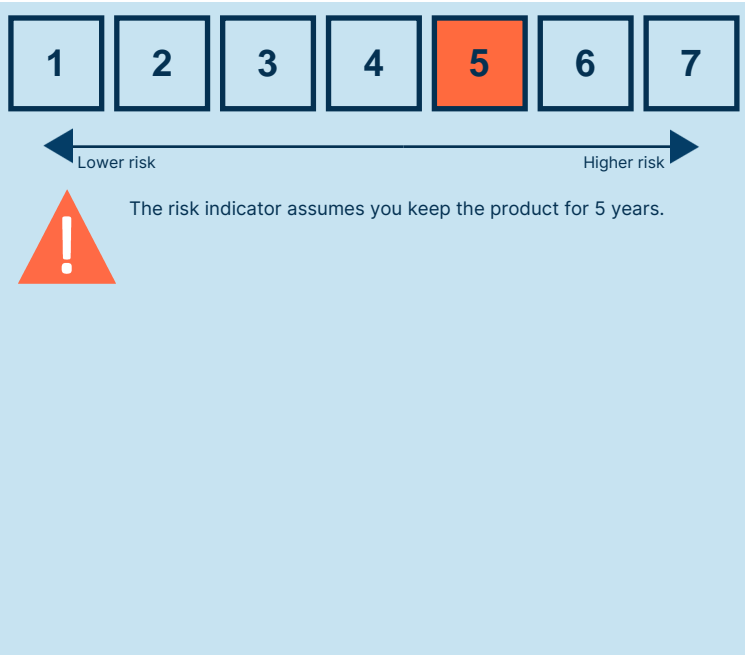 1 2 3 4 5 6 7
Lower risk Higher risk
!
The risk indicator assumes you keep the product for 5 years.